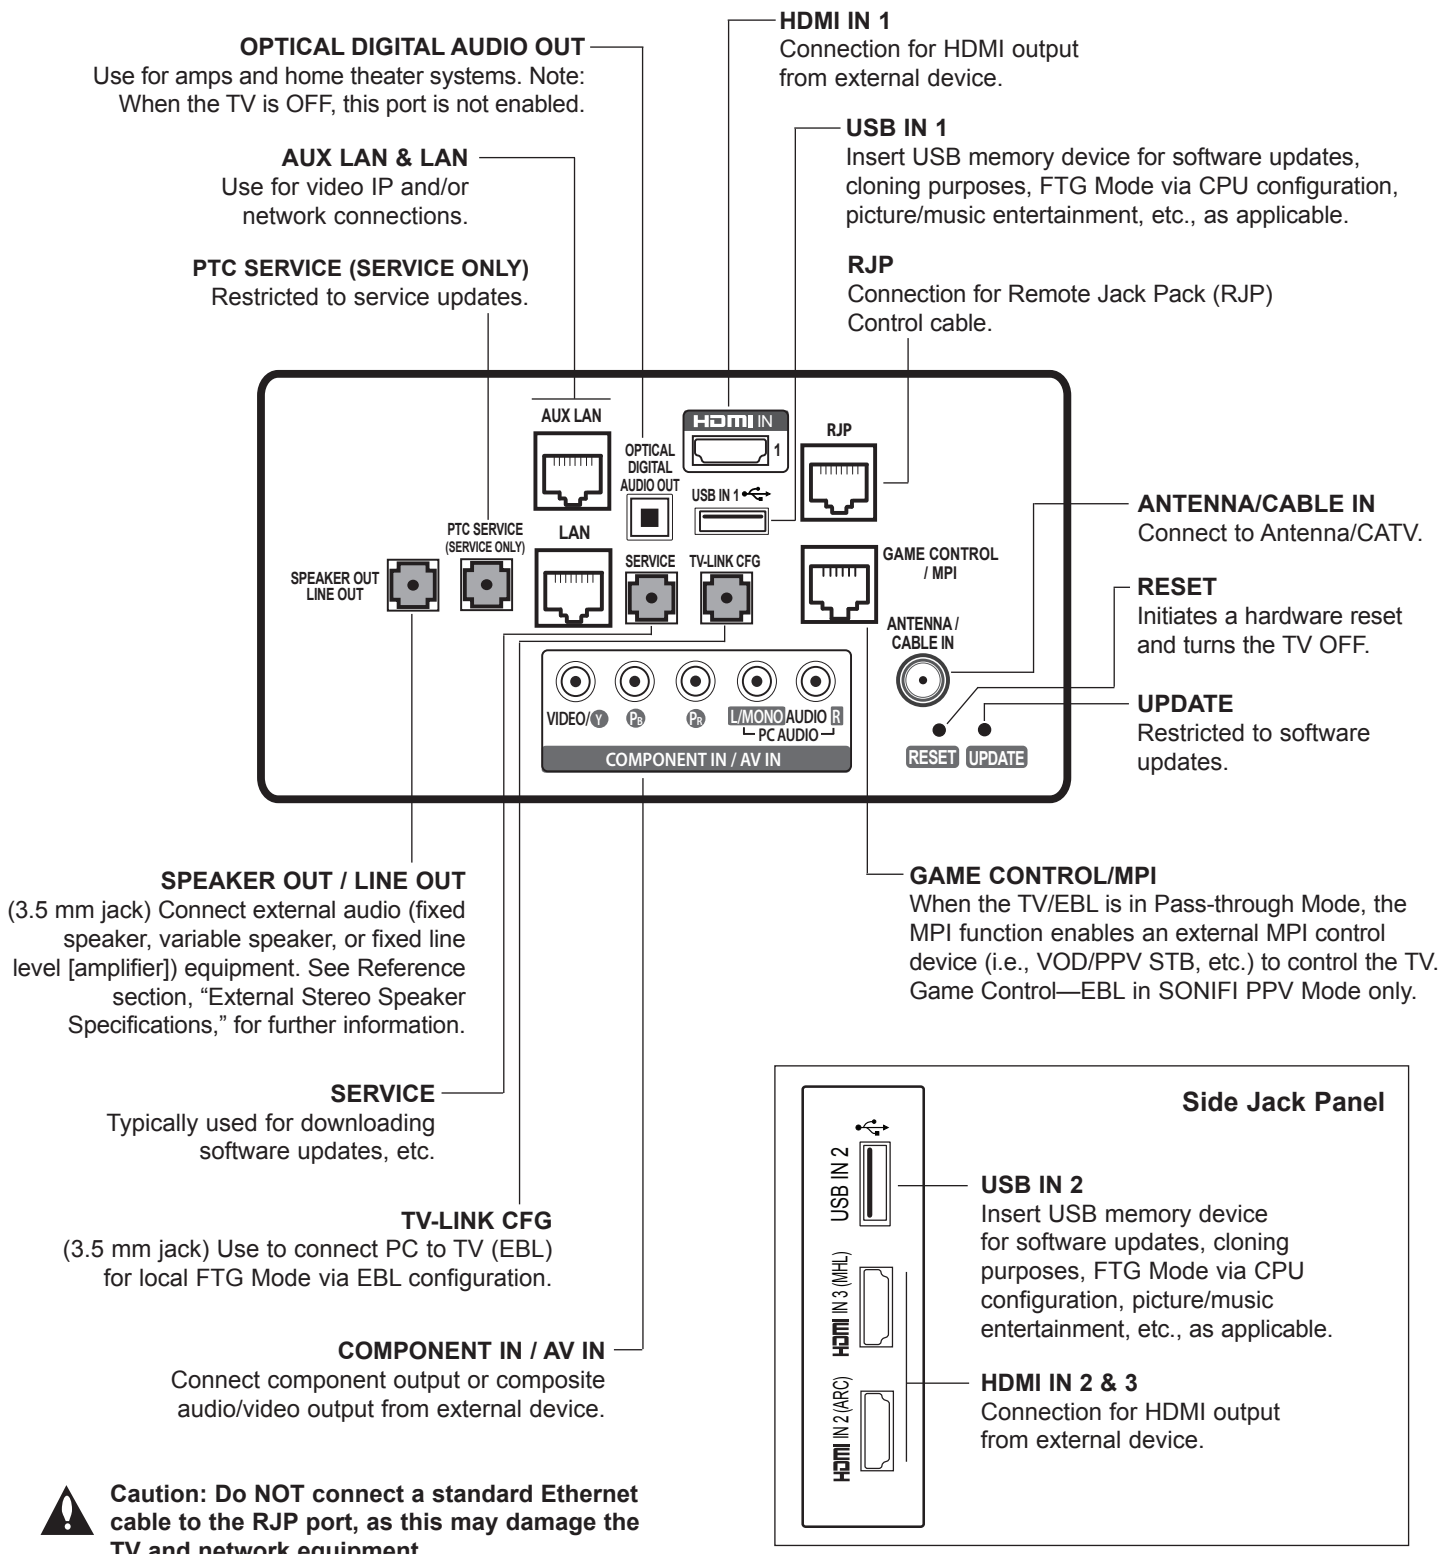 HDMI IN 1
Connection for HDMI output
from external device.
OPTICAL DIGITAL AUDIO OUT
Use for amps and home theater systems. Note:
When the TV is OFF, this port is not enabled.
USB IN 1
Insert USB memory device for software updates,
cloning purposes, FTG Mode via CPU configuration,
picture/music entertainment, etc., as applicable.
AUX LAN & LAN
Use for video IP and/or
network connections.
PTC SERVICE (SERVICE ONLY)
Restricted to service updates.
RJP
Connection for Remote Jack Pack (RJP)
Control cable.
AUX LAN
HDMI IN
1
RJP
OPTICAL
DIGITAL
AUDIO OUT
USB IN 1
PTC SERVICE
(SERVICE ONLY)
LAN
SPEAKER OUT
LINE OUT
SERVICE
TV-LINK CFG
GAME CONTROL
/ MPI
ANTENNA /
CABLE IN
VIDEO/Y
PB
PR
L/MONO AUDIO R
PC AUDIO
COMPONENT IN / AV IN
RESET
UPDATE
ANTENNA/CABLE IN
Connect to Antenna/CATV.
RESET
Initiates a hardware reset
and turns the TV OFF.
UPDATE
Restricted to software
updates.
SPEAKER OUT / LINE OUT
(3.5 mm jack) Connect external audio (fixed
speaker, variable speaker, or fixed line
level [amplifier]) equipment. See Reference
section, “External Stereo Speaker
Specifications,” for further information.
GAME CONTROL/MPI
When the TV/EBL is in Pass-through Mode, the
MPI function enables an external MPI control
device (i.e., VOD/PPV STB, etc.) to control the TV.
Game Control—EBL in SONIFI PPV Mode only.
SERVICE
Typically used for downloading
software updates, etc.
TV-LINK CFG
(3.5 mm jack) Use to connect PC to TV (EBL)
for local FTG Mode via EBL configuration.
COMPONENT IN / AV IN
Connect component output or composite
audio/video output from external device.
Side Jack Panel
USB IN 2
HDMI IN 3 (MHL)
HDMI IN 2 (ARC)
USB IN 2
Insert USB memory device
for software updates, cloning
purposes, FTG Mode via CPU
configuration, picture/music
entertainment, etc., as applicable.
HDMI IN 2 & 3
Connection for HDMI output
from external device.
Caution: Do NOT connect a standard Ethernet
cable to the RJP port, as this may damage the
TV and network equipment